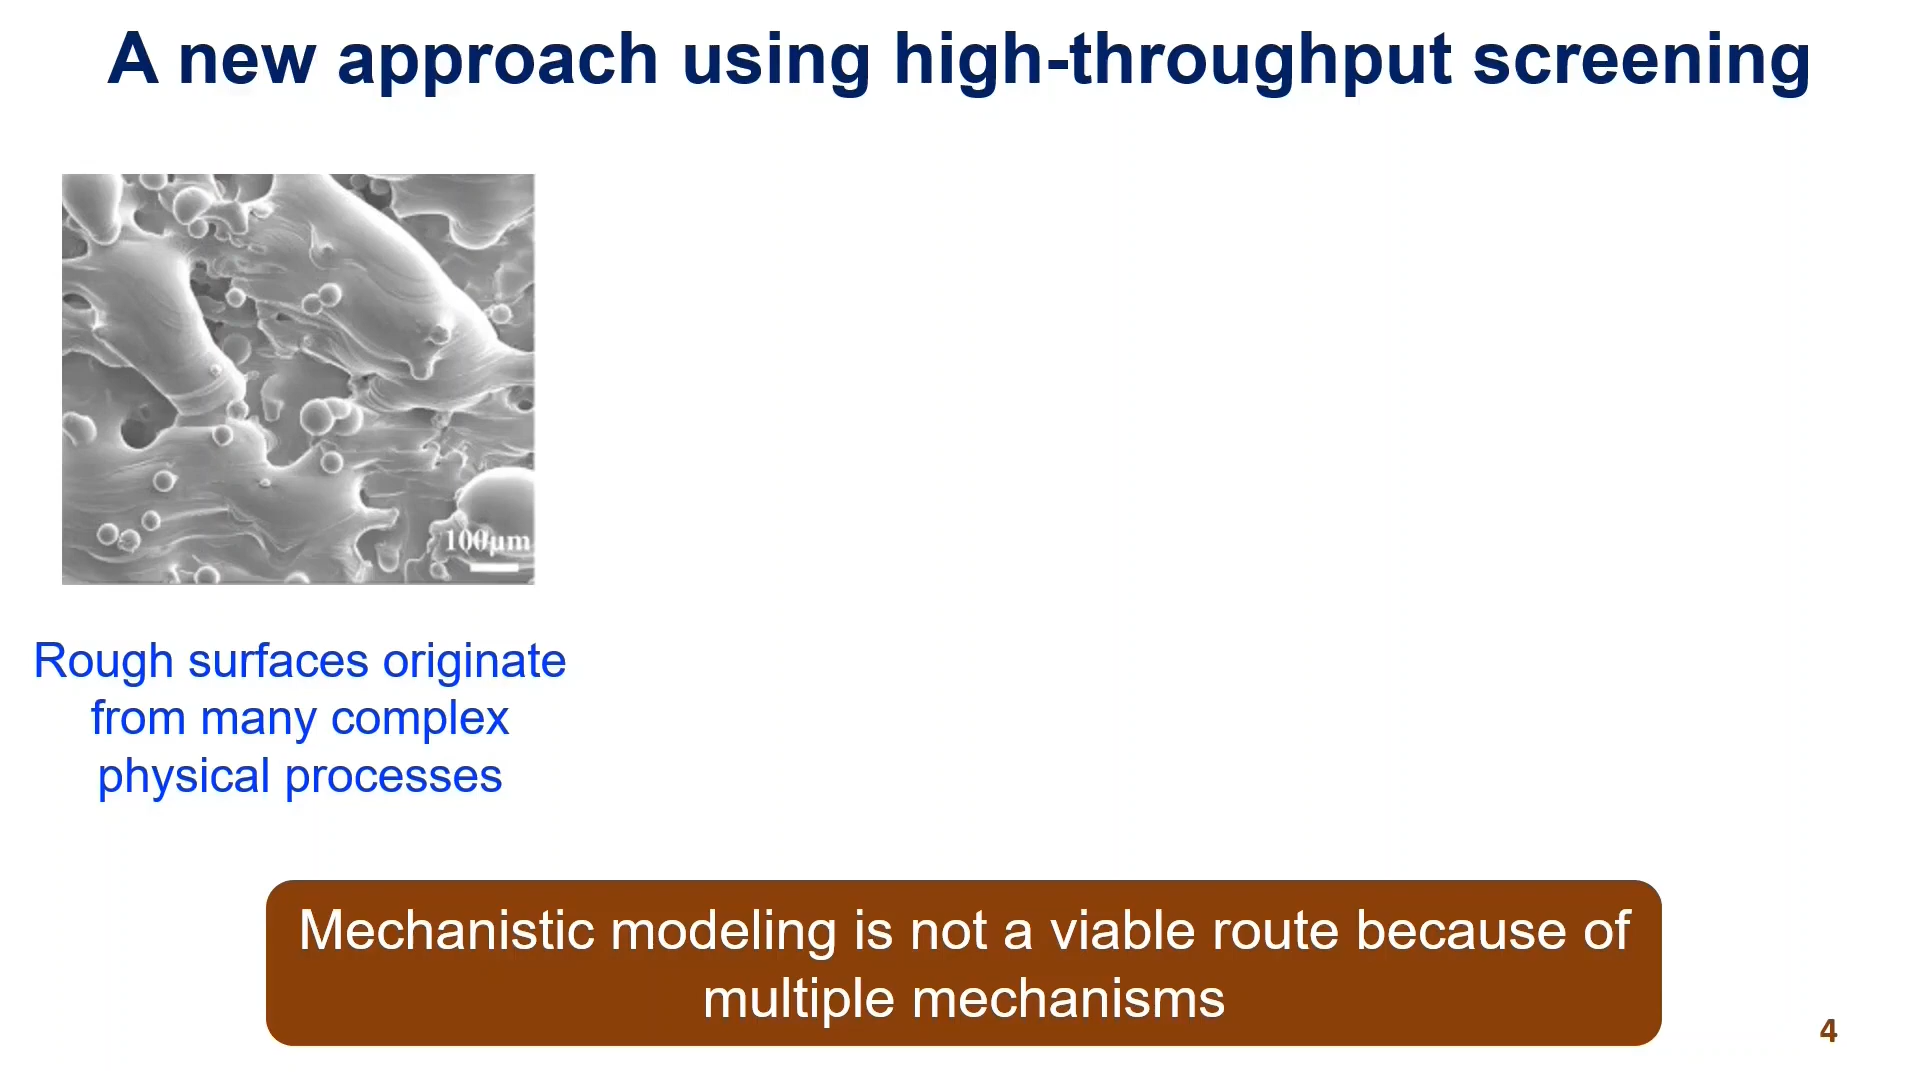 A new approach using high-throughput screening
100μm
Rough surfaces originate
from many complex
physical processes
Mechanistic modeling is not a viable route because of
multiple mechanisms
4